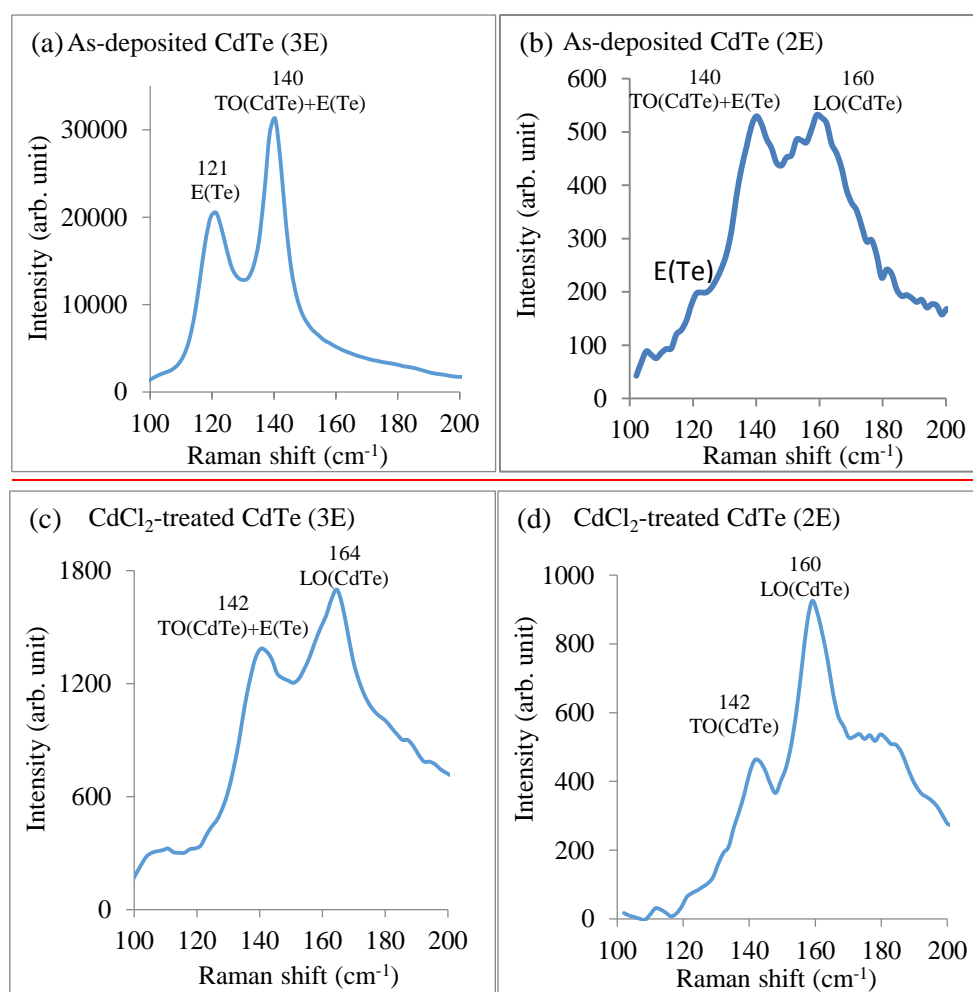 (a) As-deposited CdTe (3E)
140
TO(CdTe)+E(Te)
121
E(Te)
30000
20000
10000
0
100 120 140 160 180 200
Raman shift (cm⁻¹)
Intensity (arb. unit)
(b) As-deposited CdTe (2E)
140
TO(CdTe)+E(Te)
160
LO(CdTe)
E(Te)
600
500
400
300
200
100
0
100 120 140 160 180 200
Raman shift (cm⁻¹)
Intensity (arb. unit)
(c) CdCl₂-treated CdTe (3E)
164
LO(CdTe)
142
TO(CdTe)+E(Te)
1800
1200
600
0
100 120 140 160 180 200
Raman shift (cm⁻¹)
Intensity (arb. unit)
(d) CdCl₂-treated CdTe (2E)
160
LO(CdTe)
142
TO(CdTe)
1000
800
600
400
200
0
100 120 140 160 180 200
Raman shift (cm⁻¹)
Intensity (arb. unit)